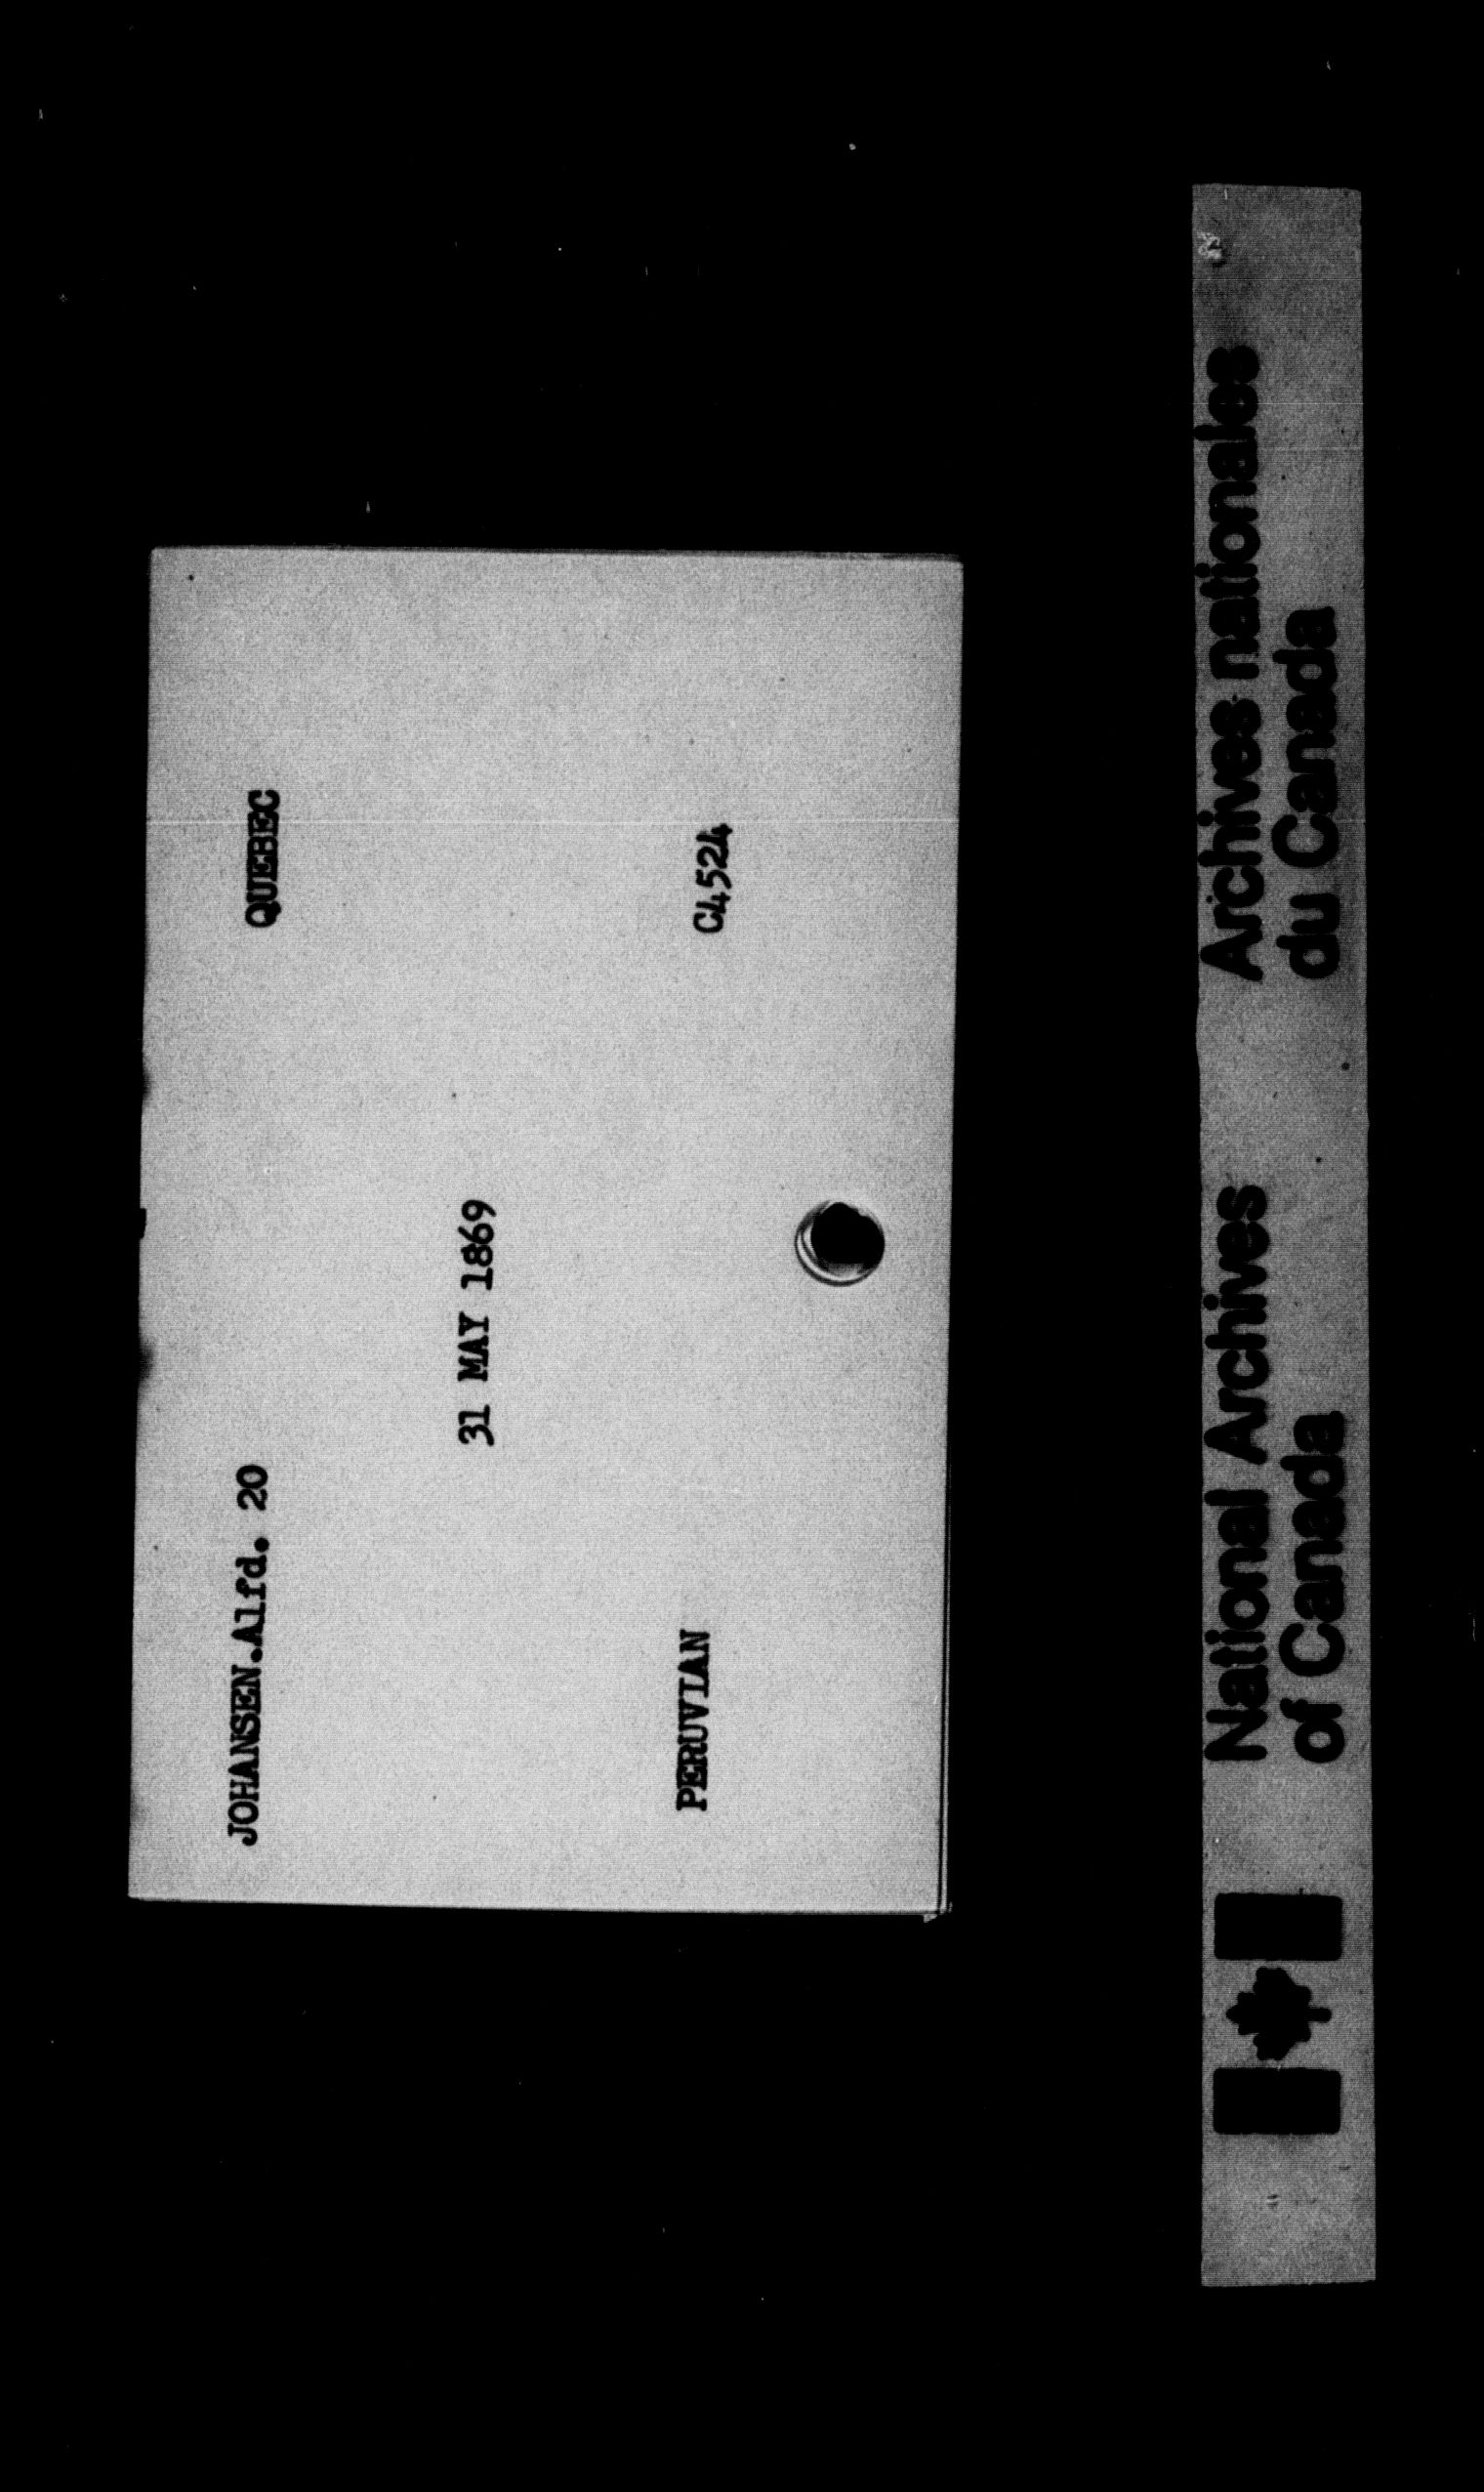 JOHANSEN.Alfd. 20 QUEBEC
31 MAY 1869
PERUVIAN C4524
National Archives of Canada
Archives nationales du Canada